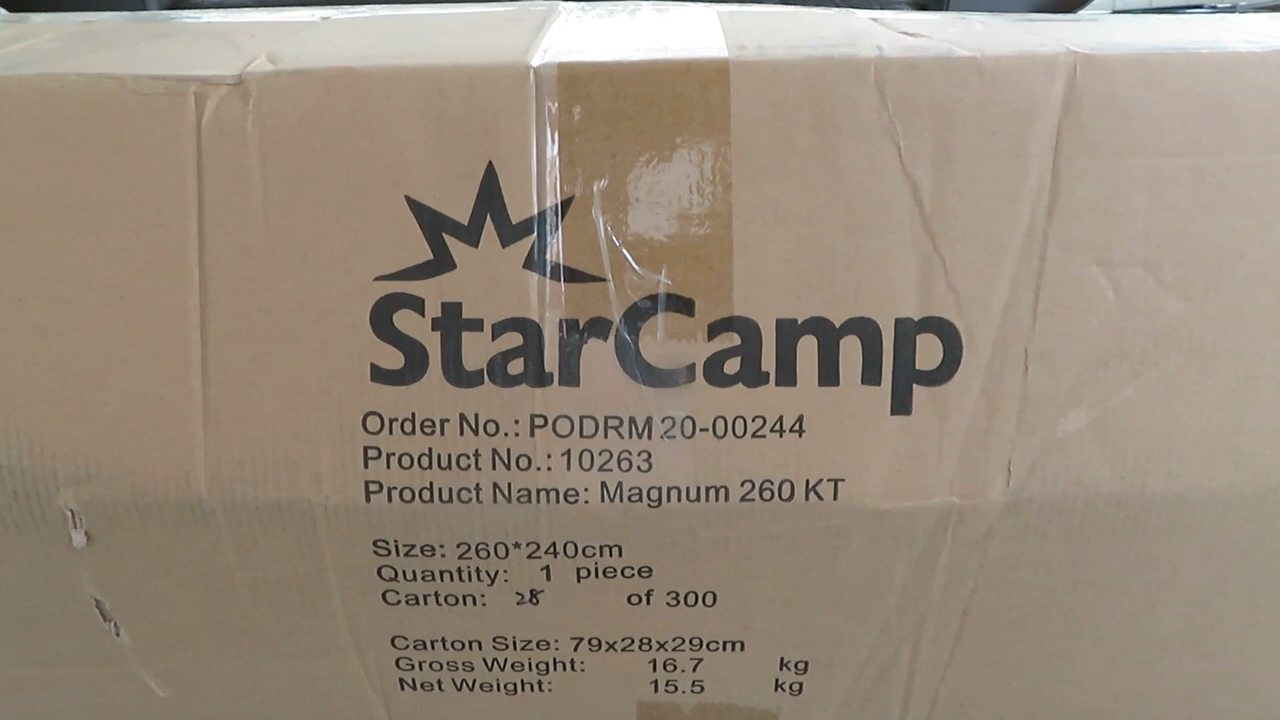 StarCamp
Order No.: PODRM20-00244
Product No.: 10263
Product Name: Magnum 260 KT
Size: 260*240cm
Quantity: 1 piece
Carton: 28 of 300
Carton Size: 79x28x29cm
Gross Weight: 16.7 kg
Net Weight: 15.5 kg